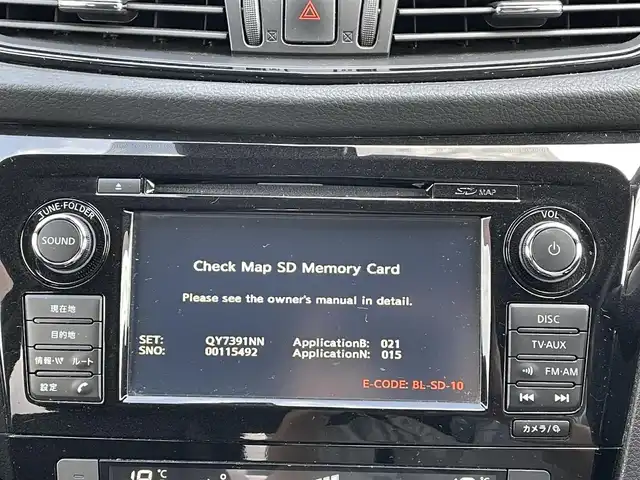 SD MAP
TUNE·FOLDER
SOUND
VOL
現在地
目的地
情報·VI ルート
設定
Check Map SD Memory Card
Please see the owner's manual in detail.
SET: QY7391NN ApplicationB: 021
SNO: 00115492 ApplicationN: 015
E-CODE: BL-SD-10
DISC
TV·AUX
FM·AM
カメラ/
18°C